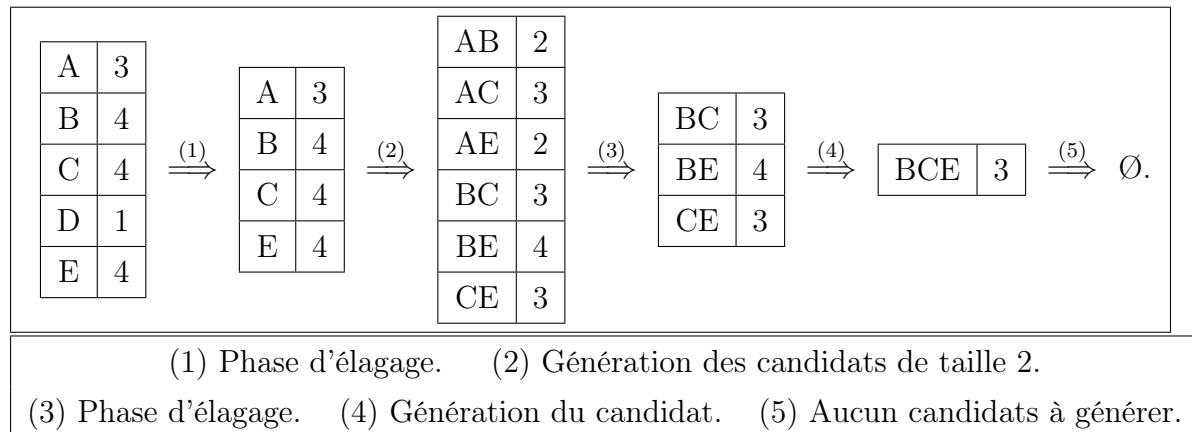 A 3
B 4
C 4
D 1
E 4
(1)
⟹
A 3
B 4
C 4
E 4
(2)
⟹
AB 2
AC 3
AE 2
BC 3
BE 4
CE 3
(3)
⟹
BC 3
BE 4
CE 3
(4)
⟹
BCE 3
(5)
⟹
∅.
(1) Phase d'élagage. (2) Génération des candidats de taille 2.
(3) Phase d'élagage. (4) Génération du candidat. (5) Aucun candidats à générer.